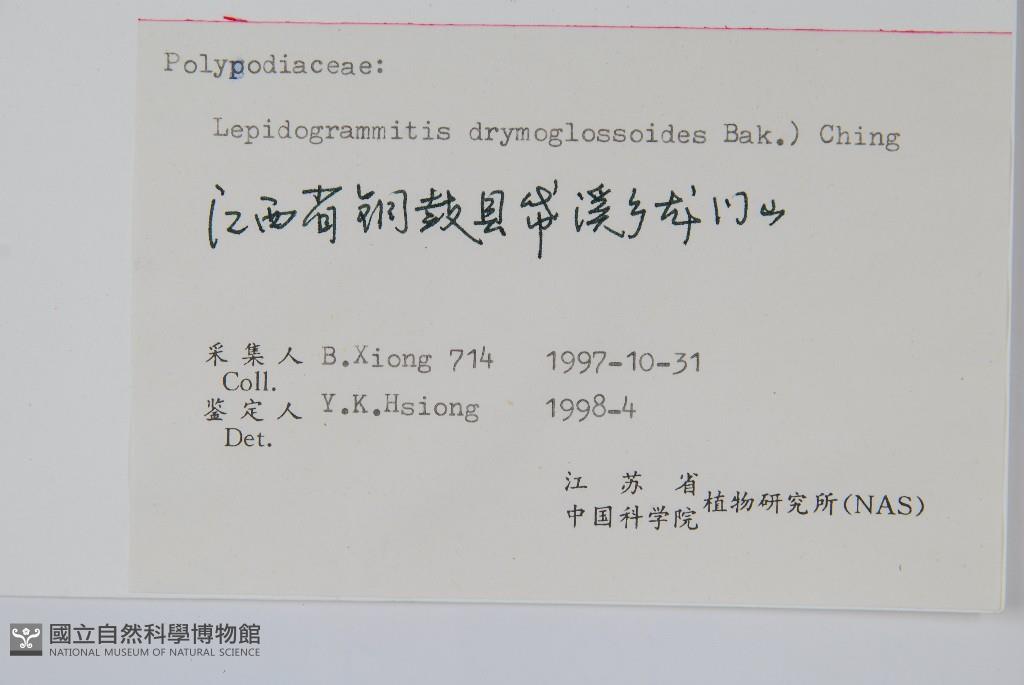 Polypodiaceae:
Lepidogrammitis drymoglossoides Bak.) Ching
江西省铜鼓县带溪乡龙门山
采集人 B.Xiong 714 1997-10-31
Coll.
鉴定人 Y.K.Hsiong 1998-4
Det.
江苏省
中国科学院 植物研究所(NAS)
國立自然科學博物館
NATIONAL MUSEUM OF NATURAL SCIENCE